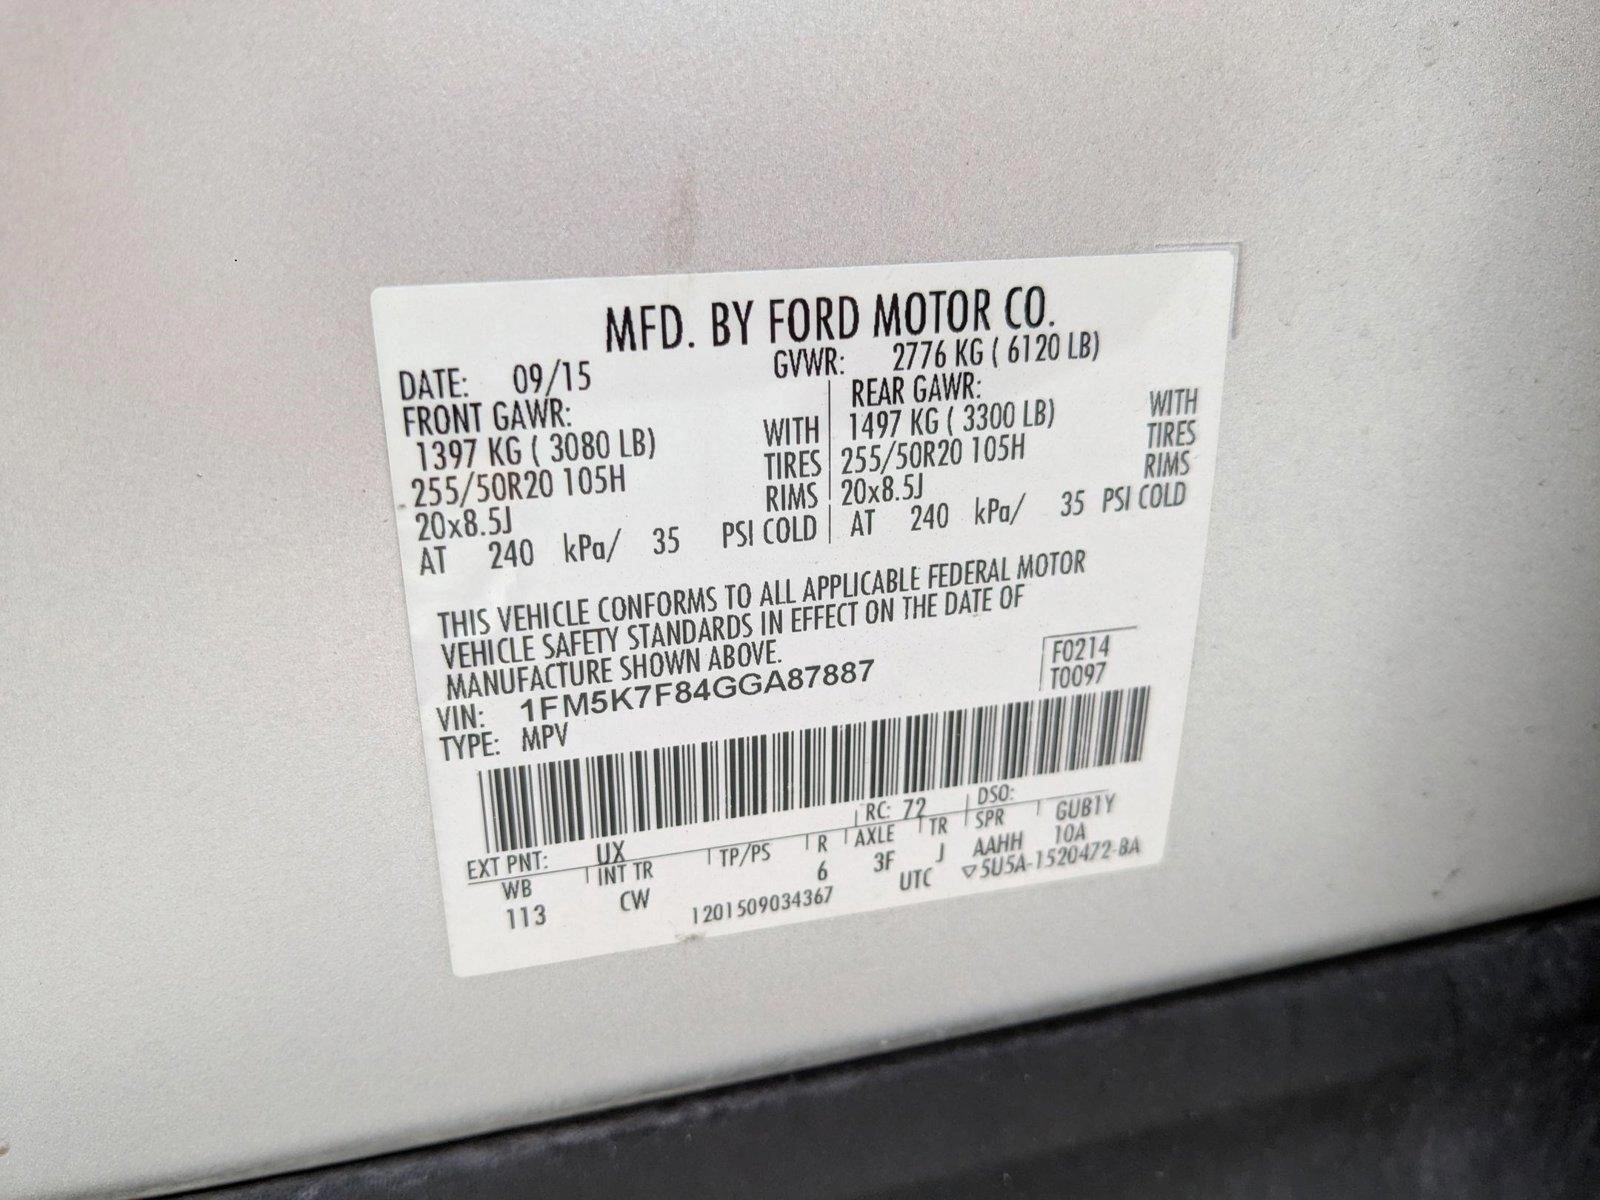 MFD. BY FORD MOTOR CO.
DATE: 09/15 GVWR: 2776 KG ( 6120 LB)
FRONT GAWR: REAR GAWR:
1397 KG ( 3080 LB) WITH 1497 KG ( 3300 LB) WITH
255/50R20 105H TIRES 255/50R20 105H TIRES
20x8.5J RIMS 20x8.5J RIMS
AT 240 kPa/ 35 PSI COLD AT 240 kPa/ 35 PSI COLD
THIS VEHICLE CONFORMS TO ALL APPLICABLE FEDERAL MOTOR
VEHICLE SAFETY STANDARDS IN EFFECT ON THE DATE OF
MANUFACTURE SHOWN ABOVE.
VIN: 1FM5K7F84GGA87887 F0214
TYPE: MPV T0097
EXT PNT: UX RC: 72 DSO:
WB INT TR TP/PS R AXLE TR SPR GUB1Y
113 CW 6 3F J AAHH 10A
1201509034367 UTC ▽5U5A-1520472-BA